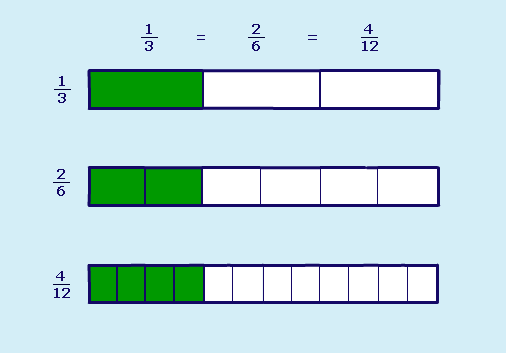 1/3 = 2/6 = 4/12
1/3
2/6
4/12